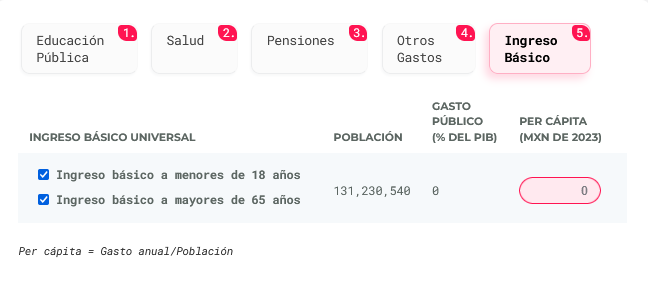 Educación Pública
1.
Salud
2.
Pensiones
3.
Otros Gastos
4.
Ingreso Básico
5.
INGRESO BÁSICO UNIVERSAL
POBLACIÓN
GASTO PÚBLICO (% DEL PIB)
PER CÁPITA (MXN DE 2023)
Ingreso básico a menores de 18 años
Ingreso básico a mayores de 65 años
131,230,540
0
0
Per cápita = Gasto anual/Población